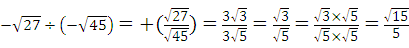 −√27 ÷ (−√45) = +(√27/√45) = 3√3/3√5 = √3/√5 = √3×√5/√5×√5 = √15/5